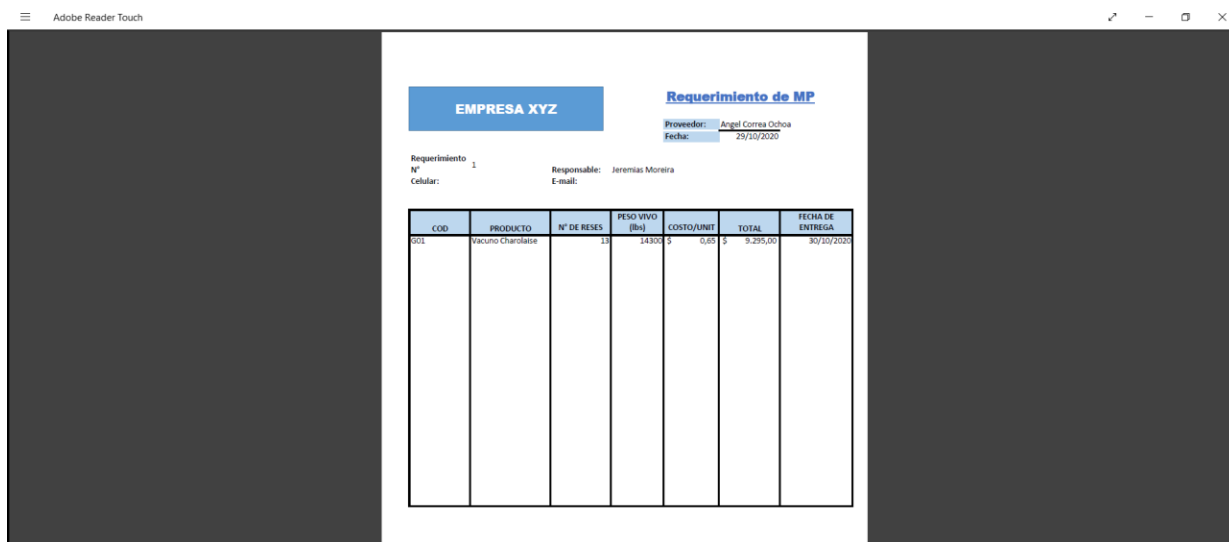 Adobe Reader Touch
EMPRESA XYZ
Requerimiento de MP
Proveedor: Angel Correa Ochoa
Fecha: 29/10/2020
Requerimiento
N° 1 Responsable: Jeremias Moreira
Celular: E-mail:
COD PRODUCTO N° DE RESES PESO VIVO (lbs) COSTO/UNIT TOTAL FECHA DE ENTREGA
G01 Vacuno Charolaise 13 14300 $ 0,65 $ 9.295,00 30/10/2020